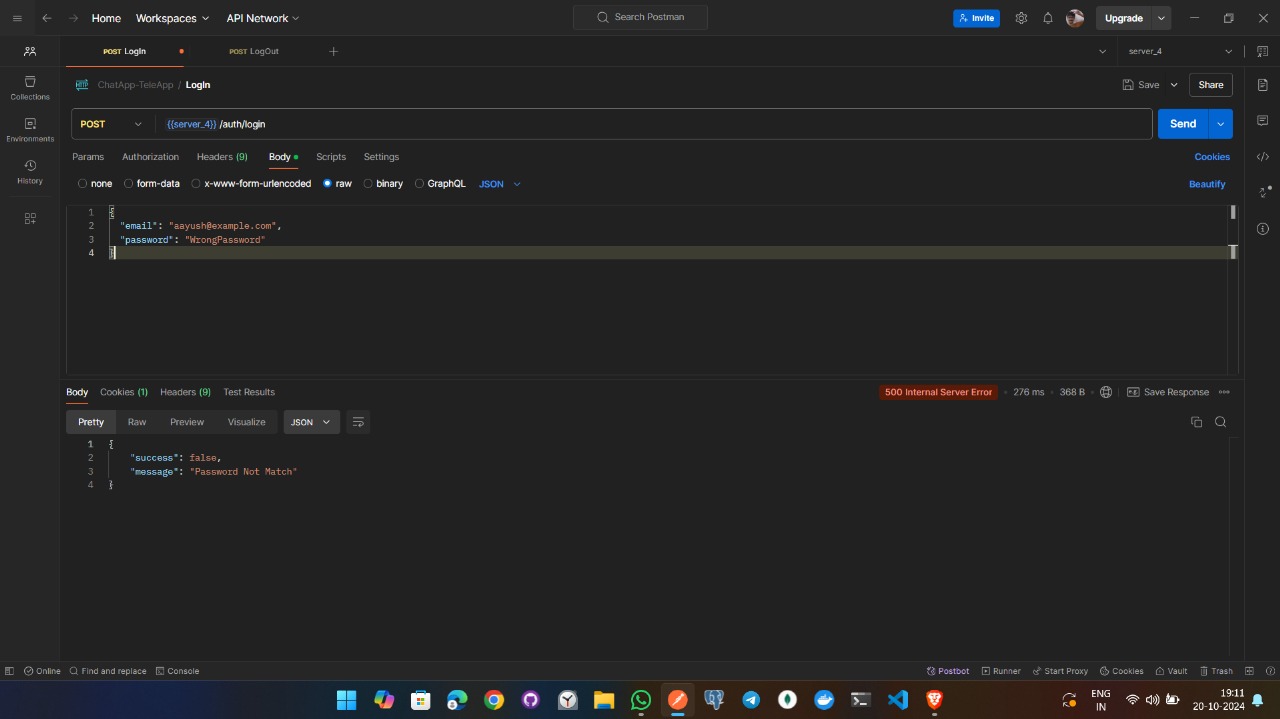 Home Workspaces API Network Search Postman Invite Upgrade
POST LogIn POST LogOut server_4
ChatApp-TeleApp / LogIn Save Share
POST {{server_4}} /auth/login Send
Params Authorization Headers (9) Body Scripts Settings Cookies
none form-data x-www-form-urlencoded raw binary GraphQL JSON Beautify
Collections
Environments
History
1 {
2 "email": "aayush@example.com",
3 "password": "WrongPassword"
4 }
Body Cookies (1) Headers (9) Test Results 500 Internal Server Error 276 ms 368 B Save Response
Pretty Raw Preview Visualize JSON
1 {
2 "success": false,
3 "message": "Password Not Match"
4 }
Online Find and replace Console Postbot Runner Start Proxy Cookies Vault Trash
ENG 19:11
IN 20-10-2024